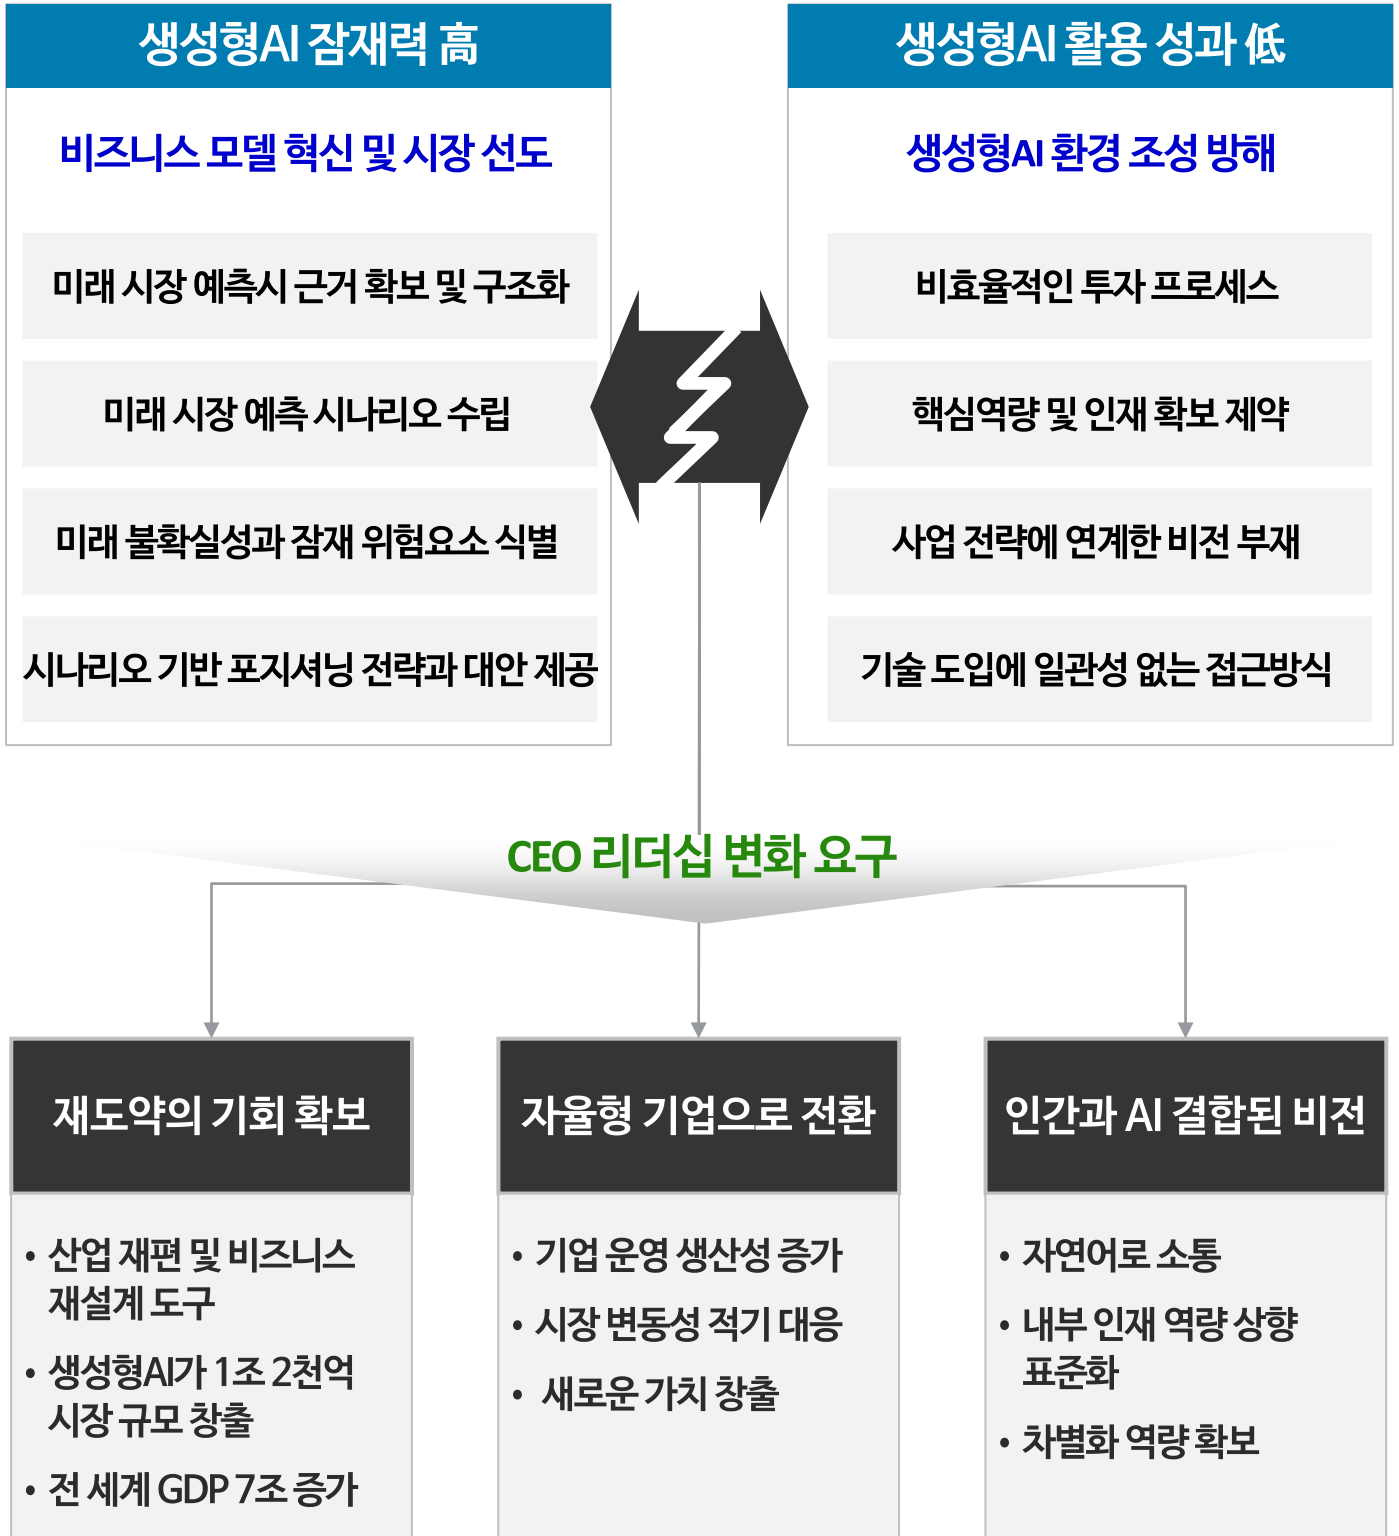 생성형AI 잠재력 高
비즈니스 모델 혁신 및 시장 선도
미래 시장 예측시 근거 확보 및 구조화
미래 시장 예측 시나리오 수립
미래 불확실성과 잠재 위험요소 식별
시나리오 기반 포지셔닝 전략과 대안 제공
생성형AI 활용 성과 低
생성형AI 환경 조성 방해
비효율적인 투자 프로세스
핵심역량 및 인재 확보 제약
사업 전략에 연계한 비전 부재
기술 도입에 일관성 없는 접근방식
CEO 리더십 변화 요구
재도약의 기회 확보
• 산업 재편 및 비즈니스
재설계 도구
• 생성형AI가 1조 2천억
시장 규모 창출
• 전 세계 GDP 7조 증가
자율형 기업으로 전환
• 기업 운영 생산성 증가
• 시장 변동성 적기 대응
• 새로운 가치 창출
인간과 AI 결합된 비전
• 자연어로 소통
• 내부 인재 역량 상향
표준화
• 차별화 역량 확보